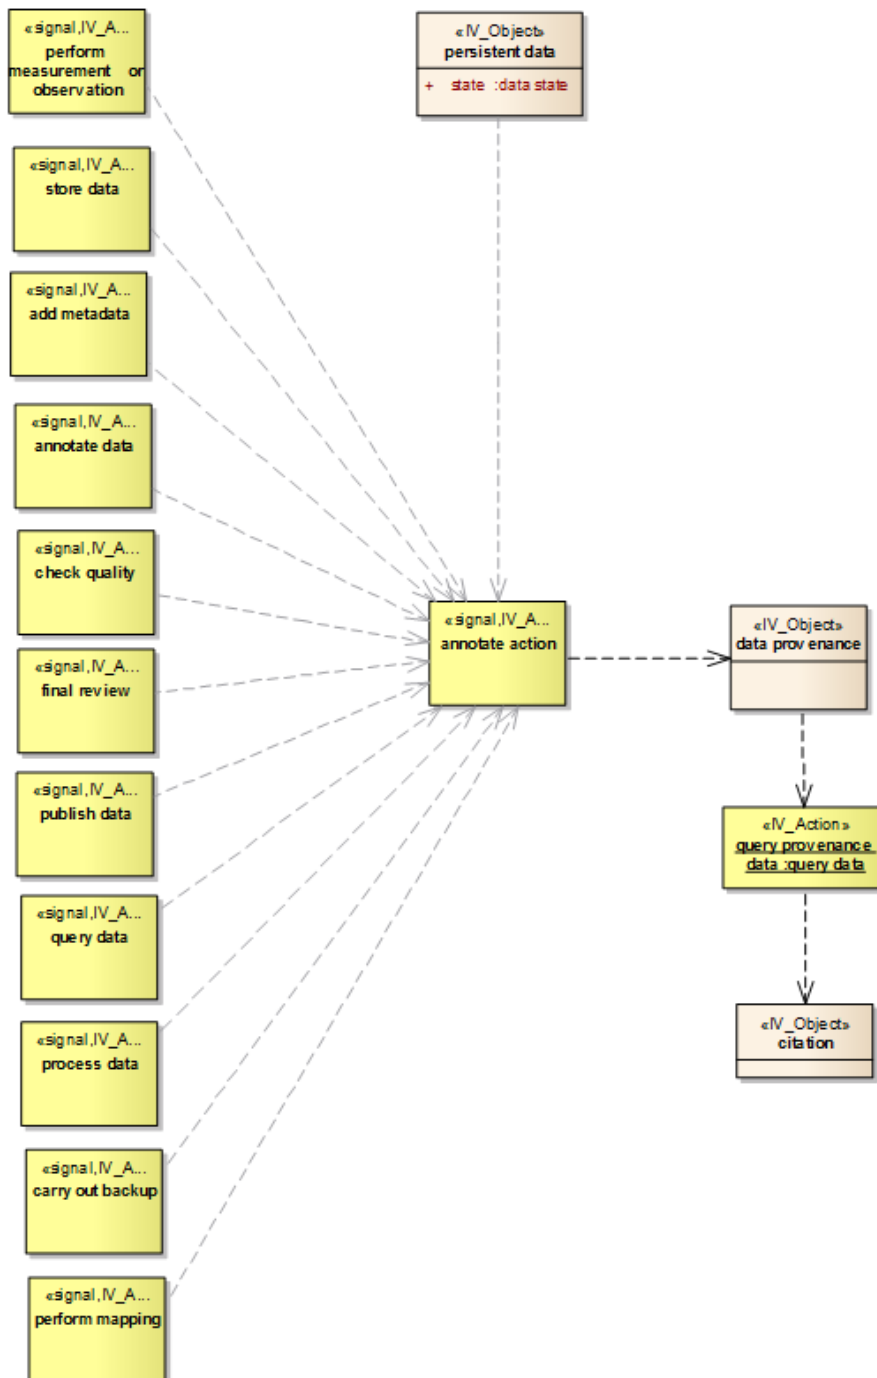 «signal,IV_A...
perform
measurement or
observation
«IV_Object»
persistent data
+ state :data state
«signal,IV_A...
store data
«signal,IV_A...
add metadata
«signal,IV_A...
annotate data
«signal,IV_A...
check quality
«signal,IV_A...
final review
«signal,IV_A...
publish data
«signal,IV_A...
query data
«signal,IV_A...
process data
«signal,IV_A...
carry out backup
«signal,IV_A...
perform mapping
«signal,IV_A...
annotate action
«IV_Object»
data provenance
«IV_Action»
query provenance
data :query data
«IV_Object»
citation